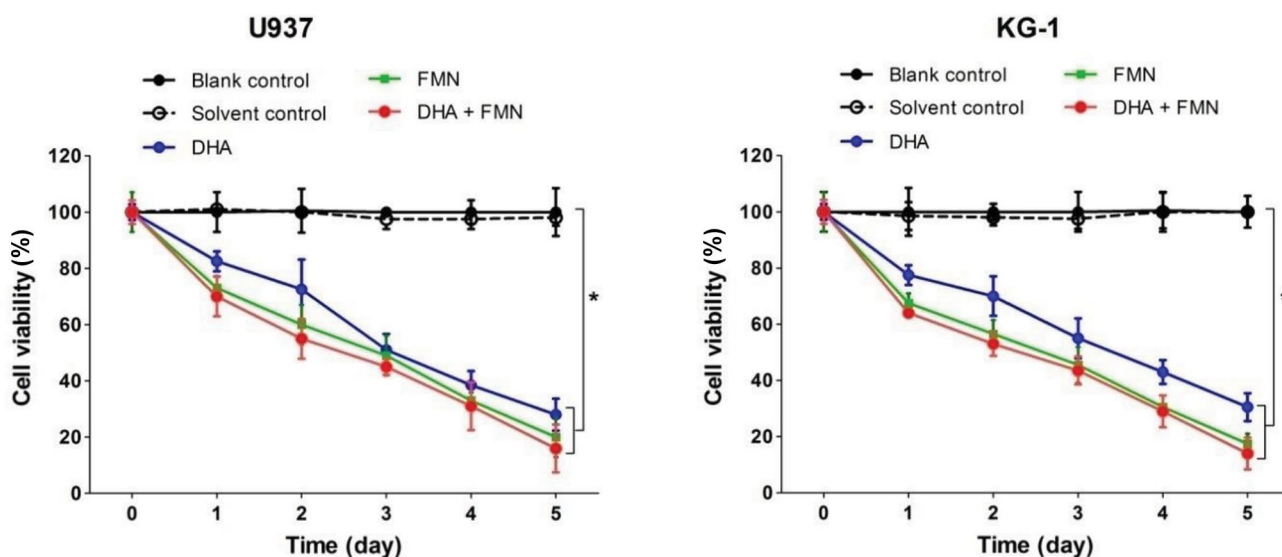 U937
Blank control
Solvent control
DHA
FMN
DHA + FMN
Cell viability (%)
120
100
80
60
40
20
0
0 1 2 3 4 5
Time (day)
*
KG-1
Blank control
Solvent control
DHA
FMN
DHA + FMN
Cell viability (%)
120
100
80
60
40
20
0
0 1 2 3 4 5
Time (day)
*